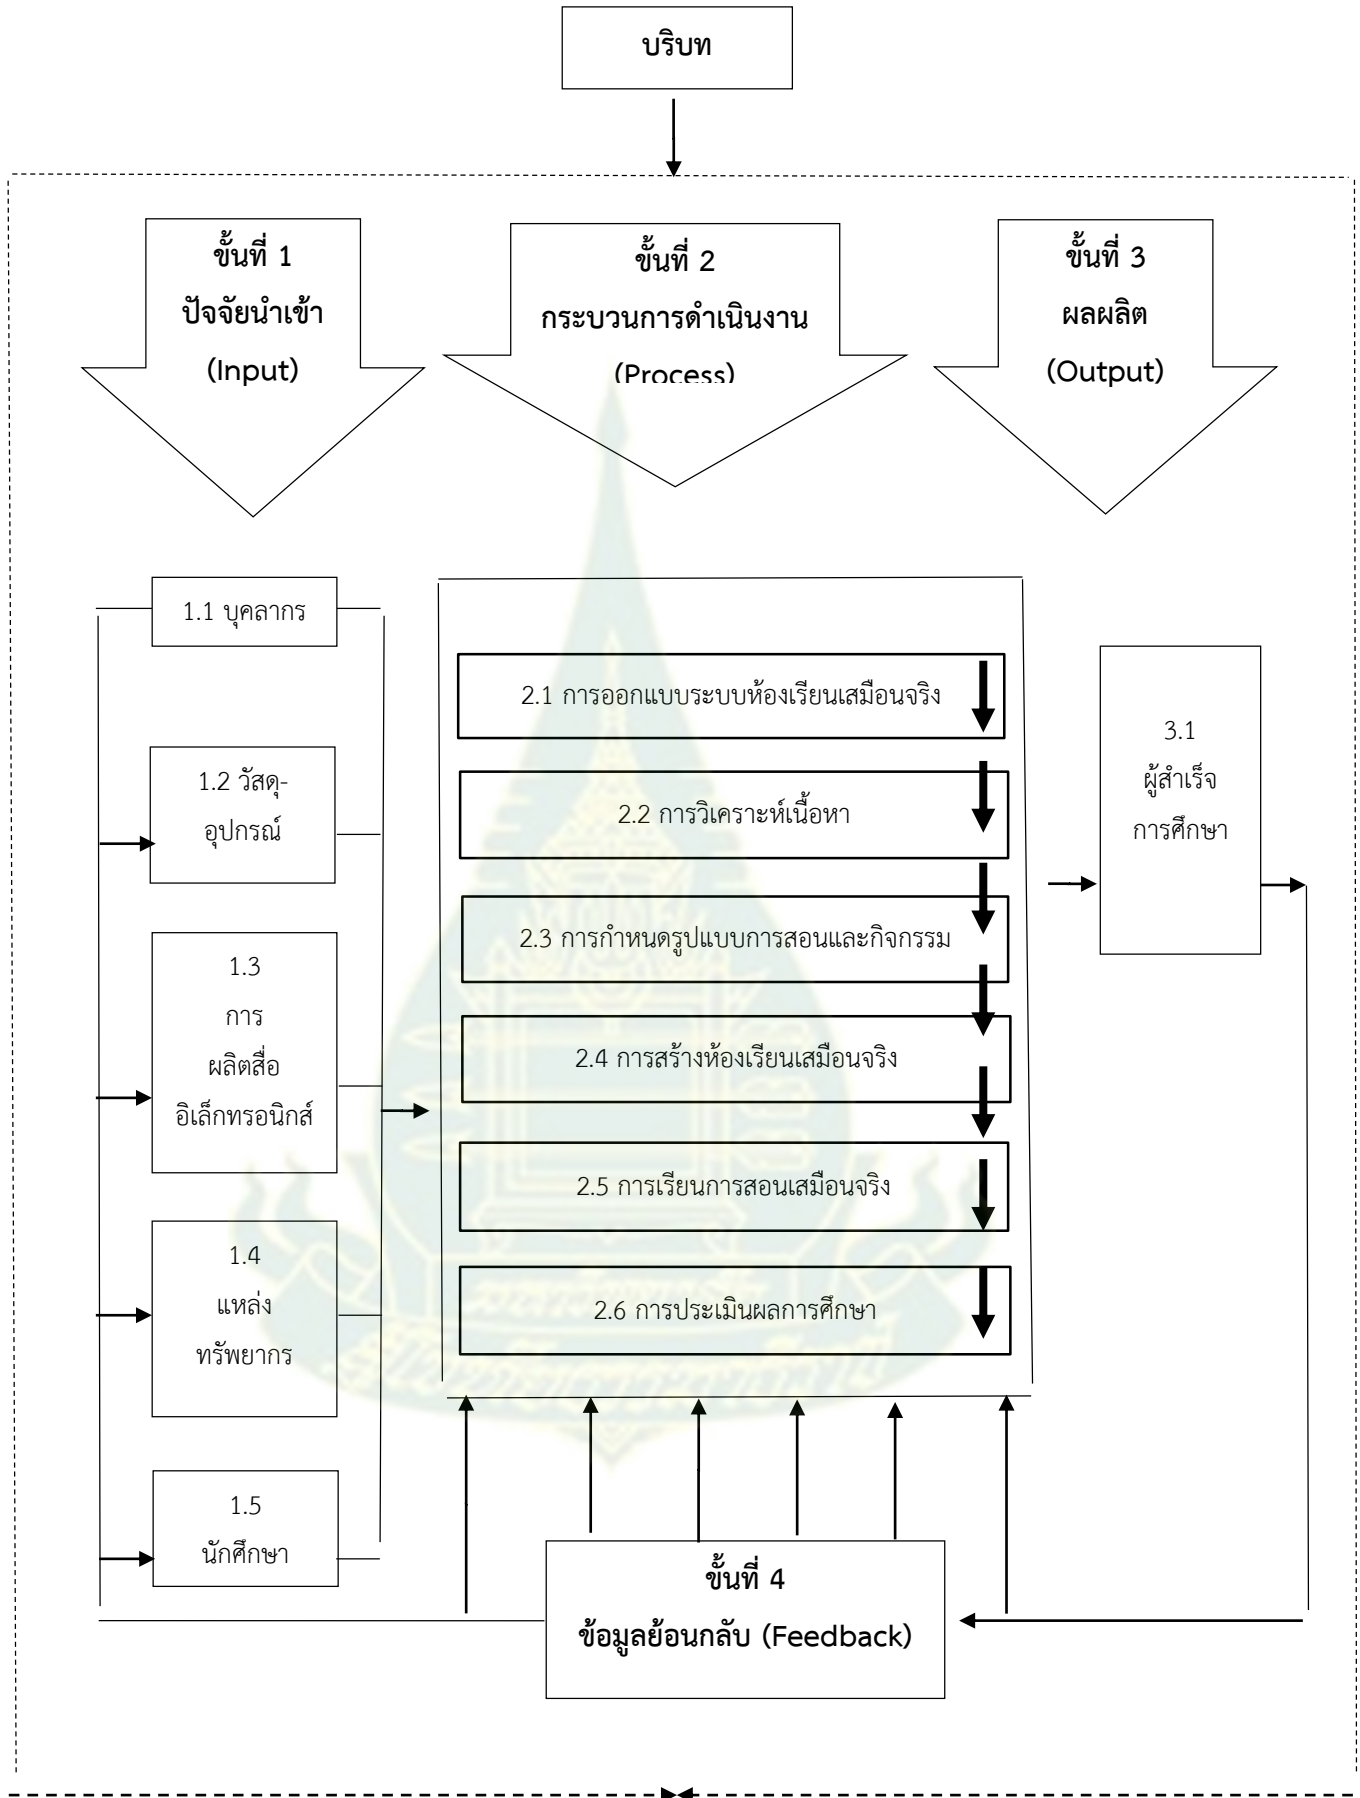 บริบท
ขั้นที่ 1
ปัจจัยนำเข้า
(Input)
ขั้นที่ 2
กระบวนการดำเนินงาน
(Process)
ขั้นที่ 3
ผลผลิต
(Output)
1.1 บุคลากร
1.2 วัสดุ-
อุปกรณ์
1.3
การ
ผลิตสื่อ
อิเล็กทรอนิกส์
1.4
แหล่ง
ทรัพยากร
1.5
นักศึกษา
2.1 การออกแบบระบบห้องเรียนเสมือนจริง
2.2 การวิเคราะห์เนื้อหา
2.3 การกำหนดรูปแบบการสอนและกิจกรรม
2.4 การสร้างห้องเรียนเสมือนจริง
2.5 การเรียนการสอนเสมือนจริง
2.6 การประเมินผลการศึกษา
3.1
ผู้สำเร็จ
การศึกษา
ขั้นที่ 4
ข้อมูลย้อนกลับ (Feedback)